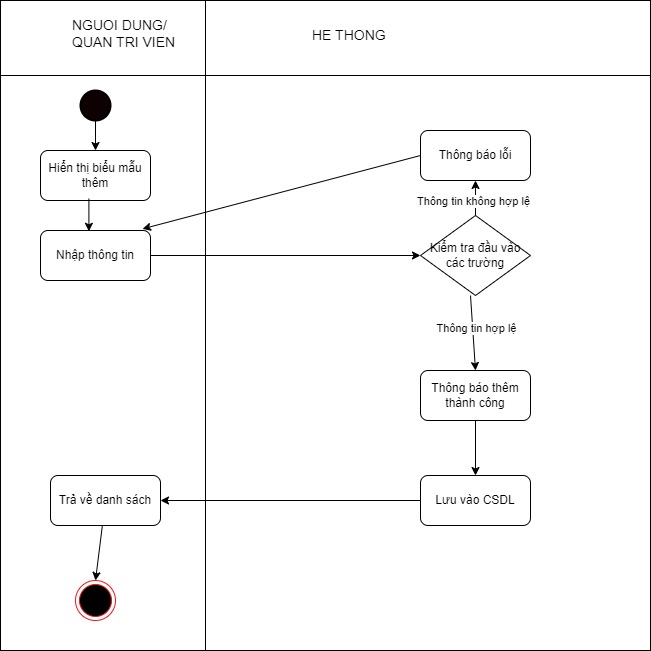 NGUOI DUNG/
QUAN TRI VIEN
HE THONG
Hiển thị biểu mẫu
thêm
Thông báo lỗi
Thông tin không hợp lệ
Nhập thông tin
Kiểm tra đầu vào
các trường
Thông tin hợp lệ
Thông báo thêm
thành công
Trả về danh sách
Lưu vào CSDL